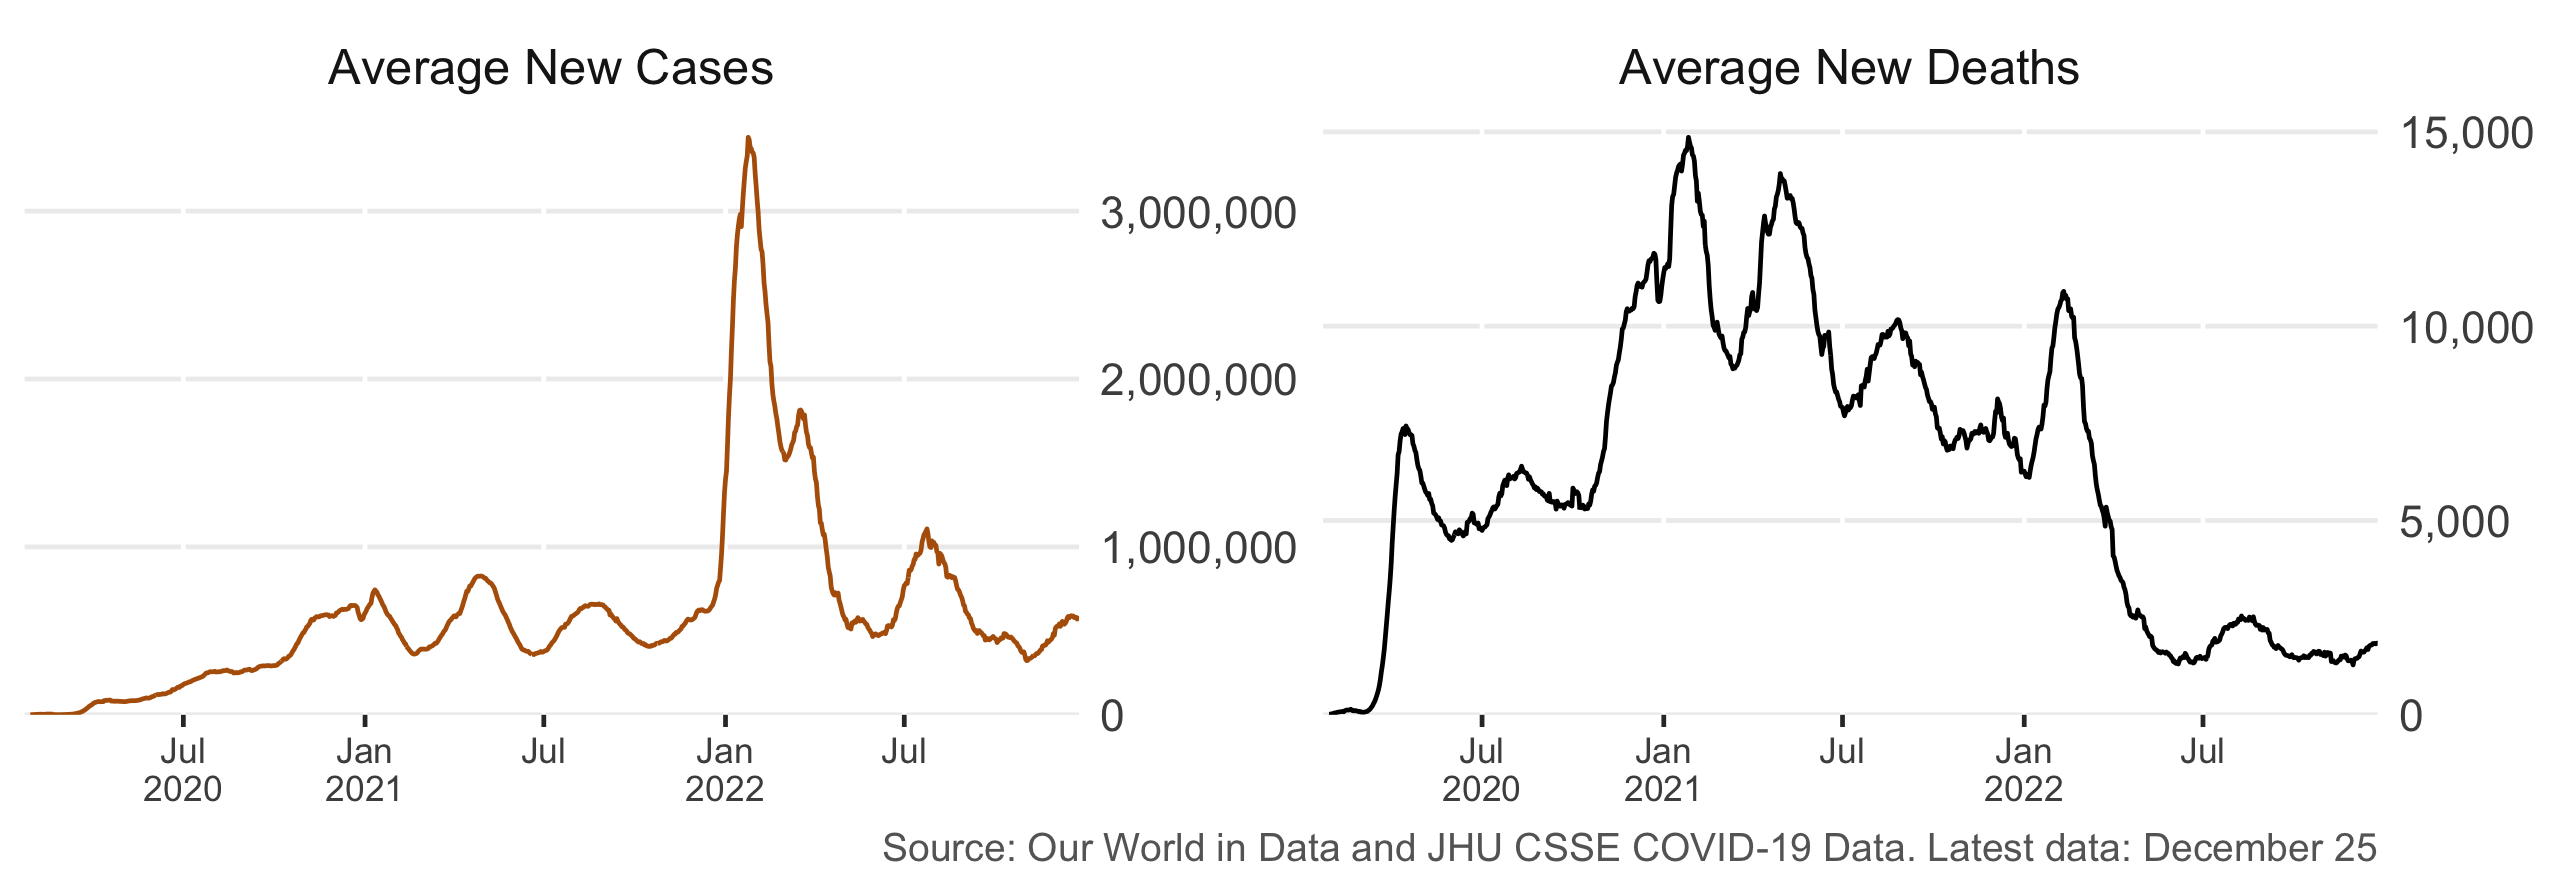 Average New Cases
3,000,000
2,000,000
1,000,000
0
Jul
2020
Jan
2021
Jul
Jan
2022
Jul
Average New Deaths
15,000
10,000
5,000
0
Jul
2020
Jan
2021
Jul
Jan
2022
Jul
Source: Our World in Data and JHU CSSE COVID-19 Data. Latest data: December 25